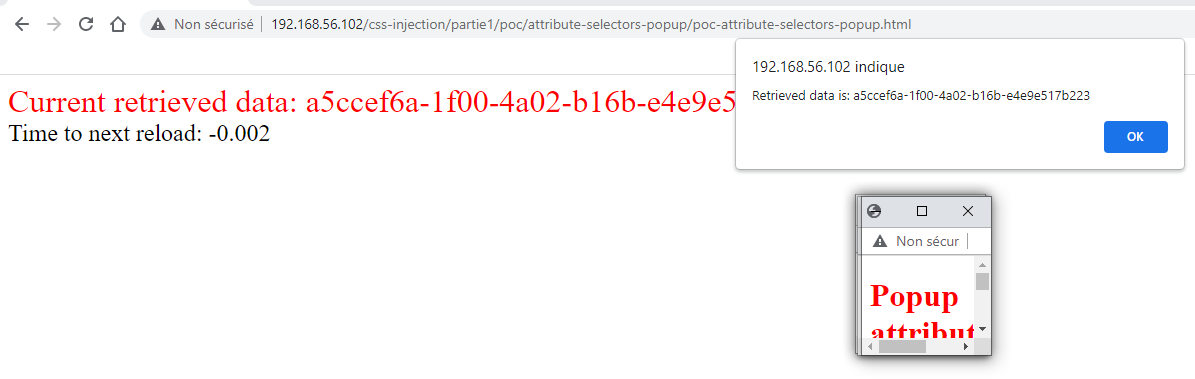 Non sécurisé | 192.168.56.102/css-injection/partie1/poc/attribute-selectors-popup/poc-attribute-selectors-popup.html
192.168.56.102 indique
Retrieved data is: a5ccef6a-1f00-4a02-b16b-e4e9e517b223
OK
Current retrieved data: a5ccef6a-1f00-4a02-b16b-e4e9e5
Time to next reload: -0.002
Non sécur
Popup
attribut